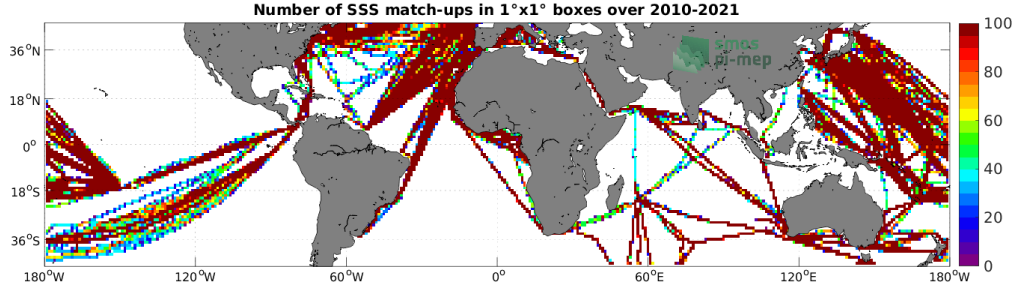 Number of SSS match-ups in 1°x1° boxes over 2010-2021
36°N
18°N
0°
18°S
36°S
180°W
120°W
60°W
0°
60°E
120°E
180°W
100
80
60
40
20
0
smos
pi-mep